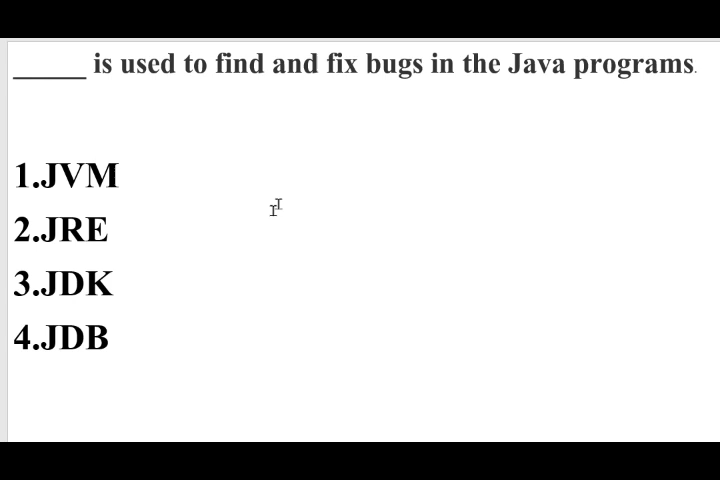 _____ is used to find and fix bugs in the Java programs.
1.JVM
2.JRE
3.JDK
4.JDB